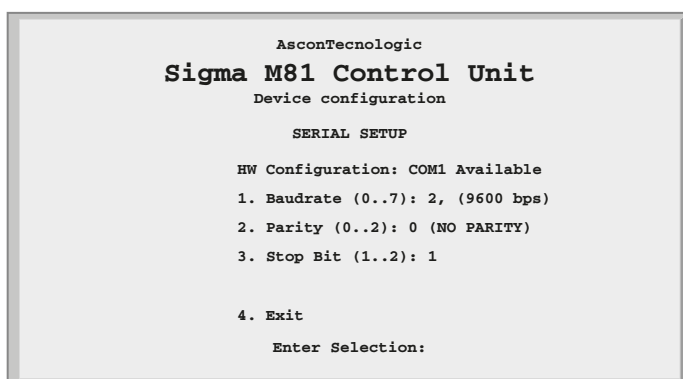 AsconTecnologic
Sigma M81 Control Unit
Device configuration
SERIAL SETUP
HW Configuration: COM1 Available
1. Baudrate (0..7): 2, (9600 bps)
2. Parity (0..2): 0 (NO PARITY)
3. Stop Bit (1..2): 1
4. Exit
Enter Selection: